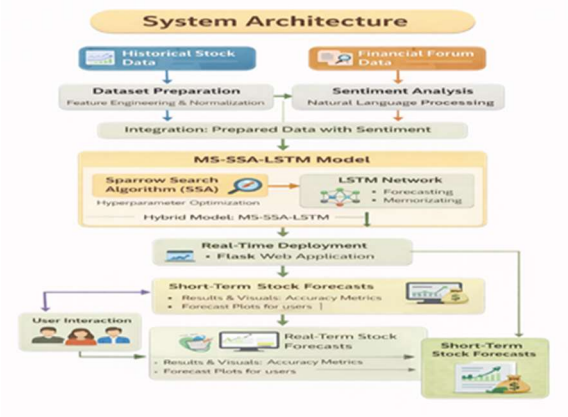 System Architecture
Historical Stock
Data
Financial Forum
Data
Dataset Preparation
Feature Engineering & Normalization
Sentiment Analysis
Natural Language Processing
Integration: Prepared Data with Sentiment
MS-SSA-LSTM Model
Sparrow Search
Algorithm (SSA)
Hyperparameter Optimization
LSTM Network
• Forecasting
• Memorizating
Hybrid Model: MS-SSA-LSTM
Real-Time Deployment
• Flask Web Application
Short-Term Stock Forecasts
• Results & Visuals: Accuracy Metrics
• Forecast Plots for users
User Interaction
Real-Term Stock
Forecasts
- Results & Visuals: Accuracy Metrics
- Forecast Plots for users
Short-Term
Stock Forecasts